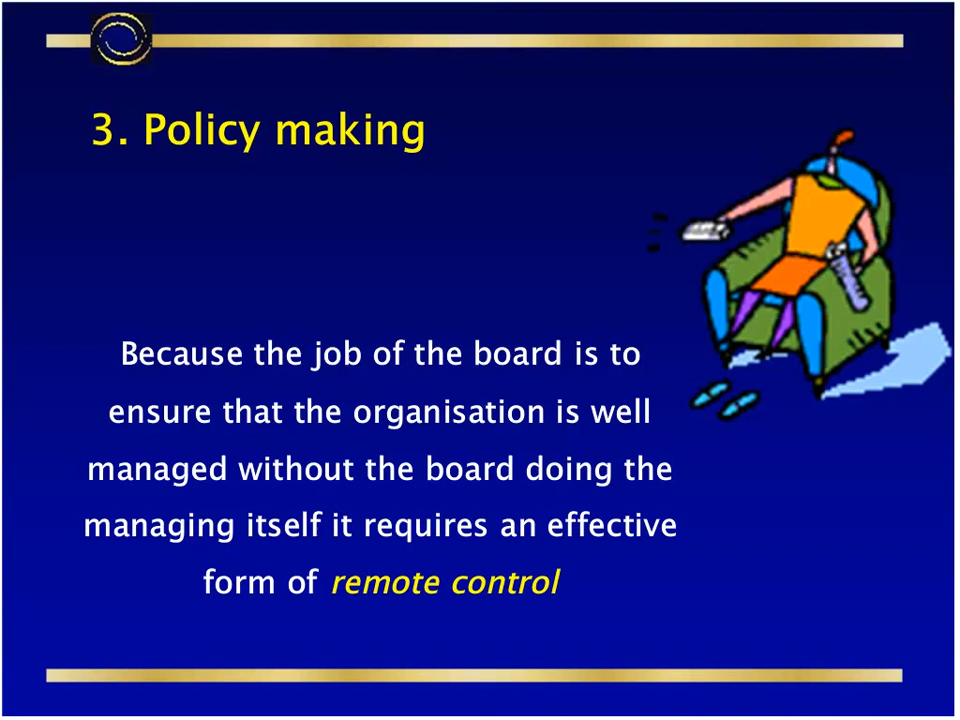 3. Policy making
Because the job of the board is to
ensure that the organisation is well
managed without the board doing the
managing itself it requires an effective
form of remote control